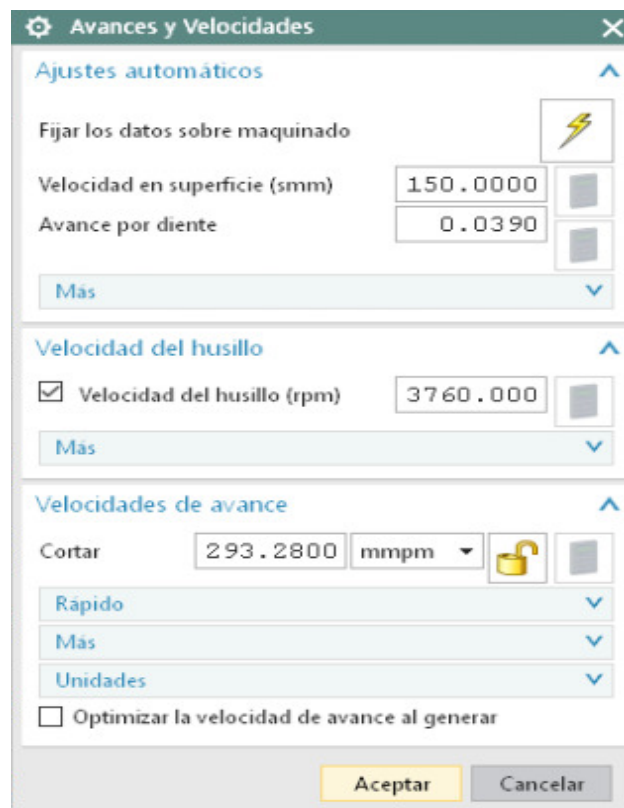 Avances y Velocidades
Ajustes automáticos
Fijar los datos sobre maquinado
Velocidad en superficie (smm) 150.0000
Avance por diente 0.0390
Más
Velocidad del husillo
Velocidad del husillo (rpm) 3760.000
Más
Velocidades de avance
Cortar 293.2800 mmpm
Rápido
Más
Unidades
Optimizar la velocidad de avance al generar
Aceptar Cancelar